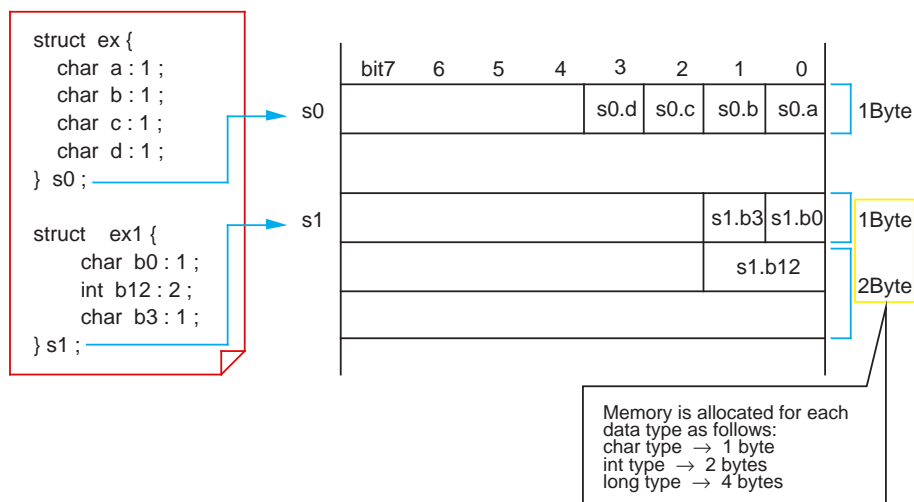 struct ex {
char a : 1 ;
char b : 1 ;
char c : 1 ;
char d : 1 ;
} s0 ;
struct ex1 {
char b0 : 1 ;
int b12 : 2 ;
char b3 : 1 ;
} s1 ;
bit7 6 5 4 3 2 1 0
s0 s0.d s0.c s0.b s0.a 1Byte
s1 s1.b3 s1.b0 1Byte
s1.b12
2Byte
Memory is allocated for each
data type as follows:
char type → 1 byte
int type → 2 bytes
long type → 4 bytes